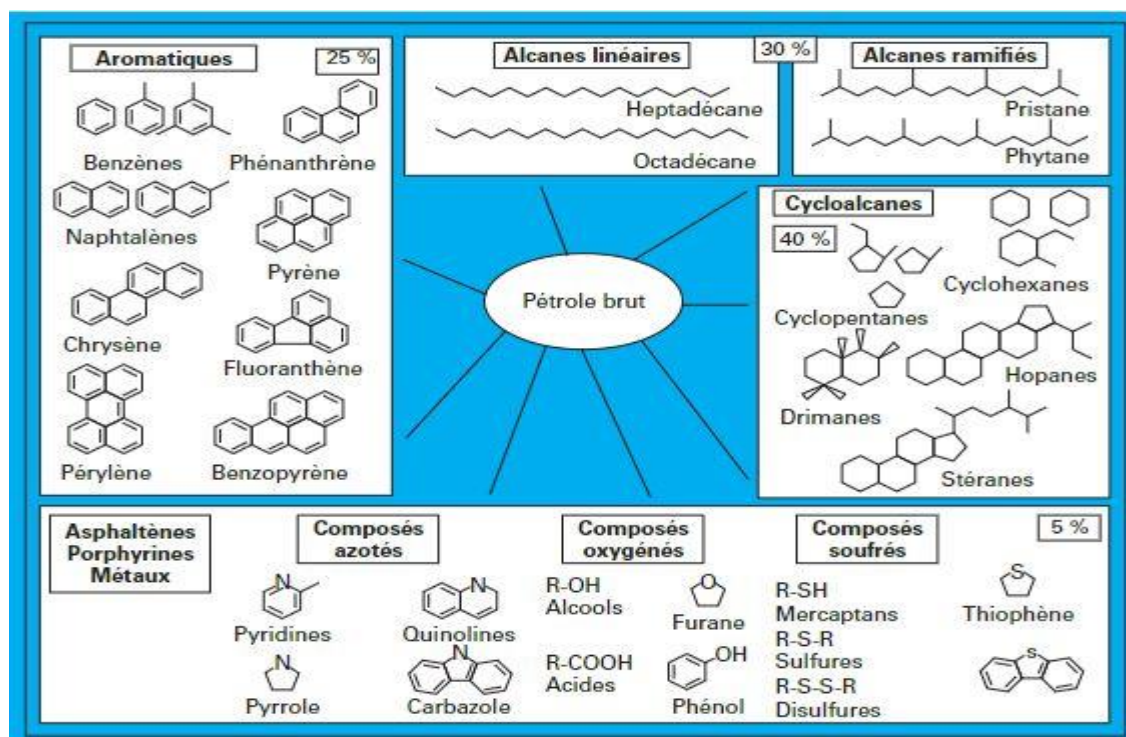 Aromatiques
25 %
Benzènes
Phénanthrène
Naphtalènes
Pyrène
Chrysène
Fluoranthène
Pérylène
Benzopyrène
Alcanes linéaires
30 %
Alcanes ramifiés
Heptadécane
Octadécane
Pristane
Phytane
Pétrole brut
Cycloalcanes
40 %
Cyclohexanes
Cyclopentanes
Hopanes
Drimanes
Stéranes
Asphaltènes
Porphyrines
Métaux
Composés
azotés
N
Pyridines
N
Quinolines
N
Pyrrole
N
Carbazole
Composés
oxygénés
R-OH
Alcools
O
Furane
R-COOH
Acides
OH
Phénol
Composés
soufrés
5 %
R-SH
Mercaptans
R-S-R
Sulfures
R-S-S-R
Disulfures
S
Thiophène
S